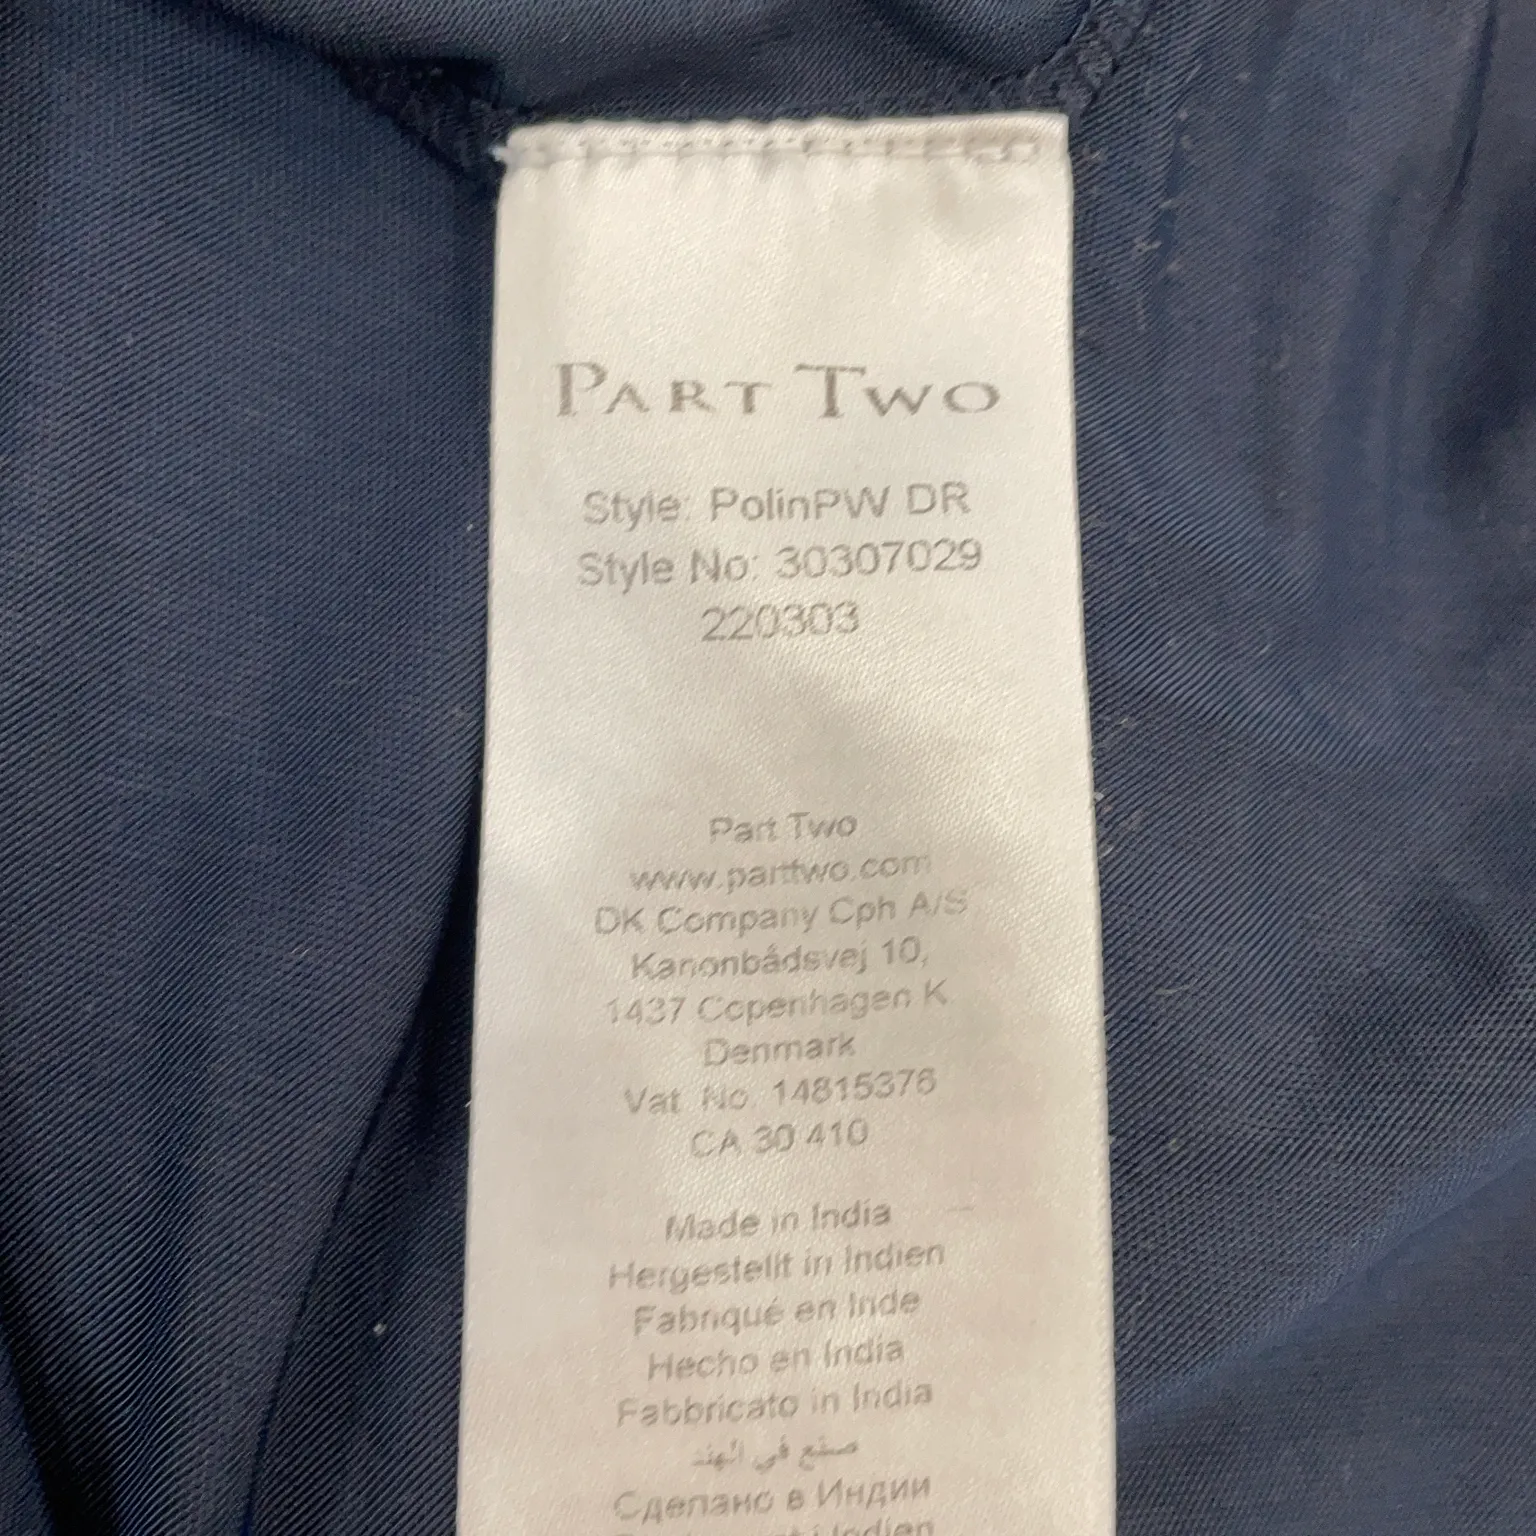 PART TWO
Style: PolinPW DR
Style No: 30307029
220303
Part Two
www.parttwo.com
DK Company Cph A/S
Kanonbådsvej 10,
1437 Copenhagen K
Denmark
Vat. No. 14815376
CA 30 410
Made in India
Hergestellt in Indien
Fabriqué en Inde
Hecho en India
Fabbricato in India
صنع في الهند
Сделано в Индии
Indien